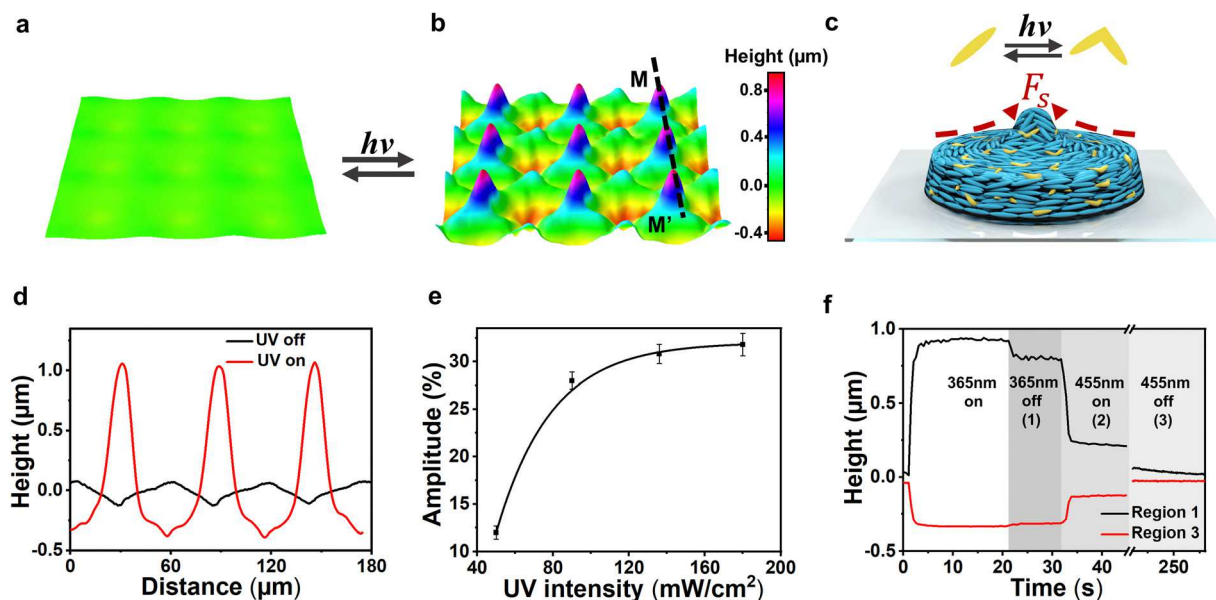 a
b
c
hν
Height (µm)
0.8
0.4
0.0
-0.4
M
M'
hν
F_S
d
UV off
UV on
1.0
0.5
0.0
-0.5
0
60
120
180
Height (µm)
Distance (µm)
e
30
25
20
15
10
40
80
120
160
200
Amplitude (%)
UV intensity (mW/cm²)
f
1.0
0.5
0.0
-0.5
365nm
on
365nm
off
(1)
455nm
on
(2)
455nm
off
(3)
Region 1
Region 3
0
10
20
30
40
250
Height (µm)
Time (s)